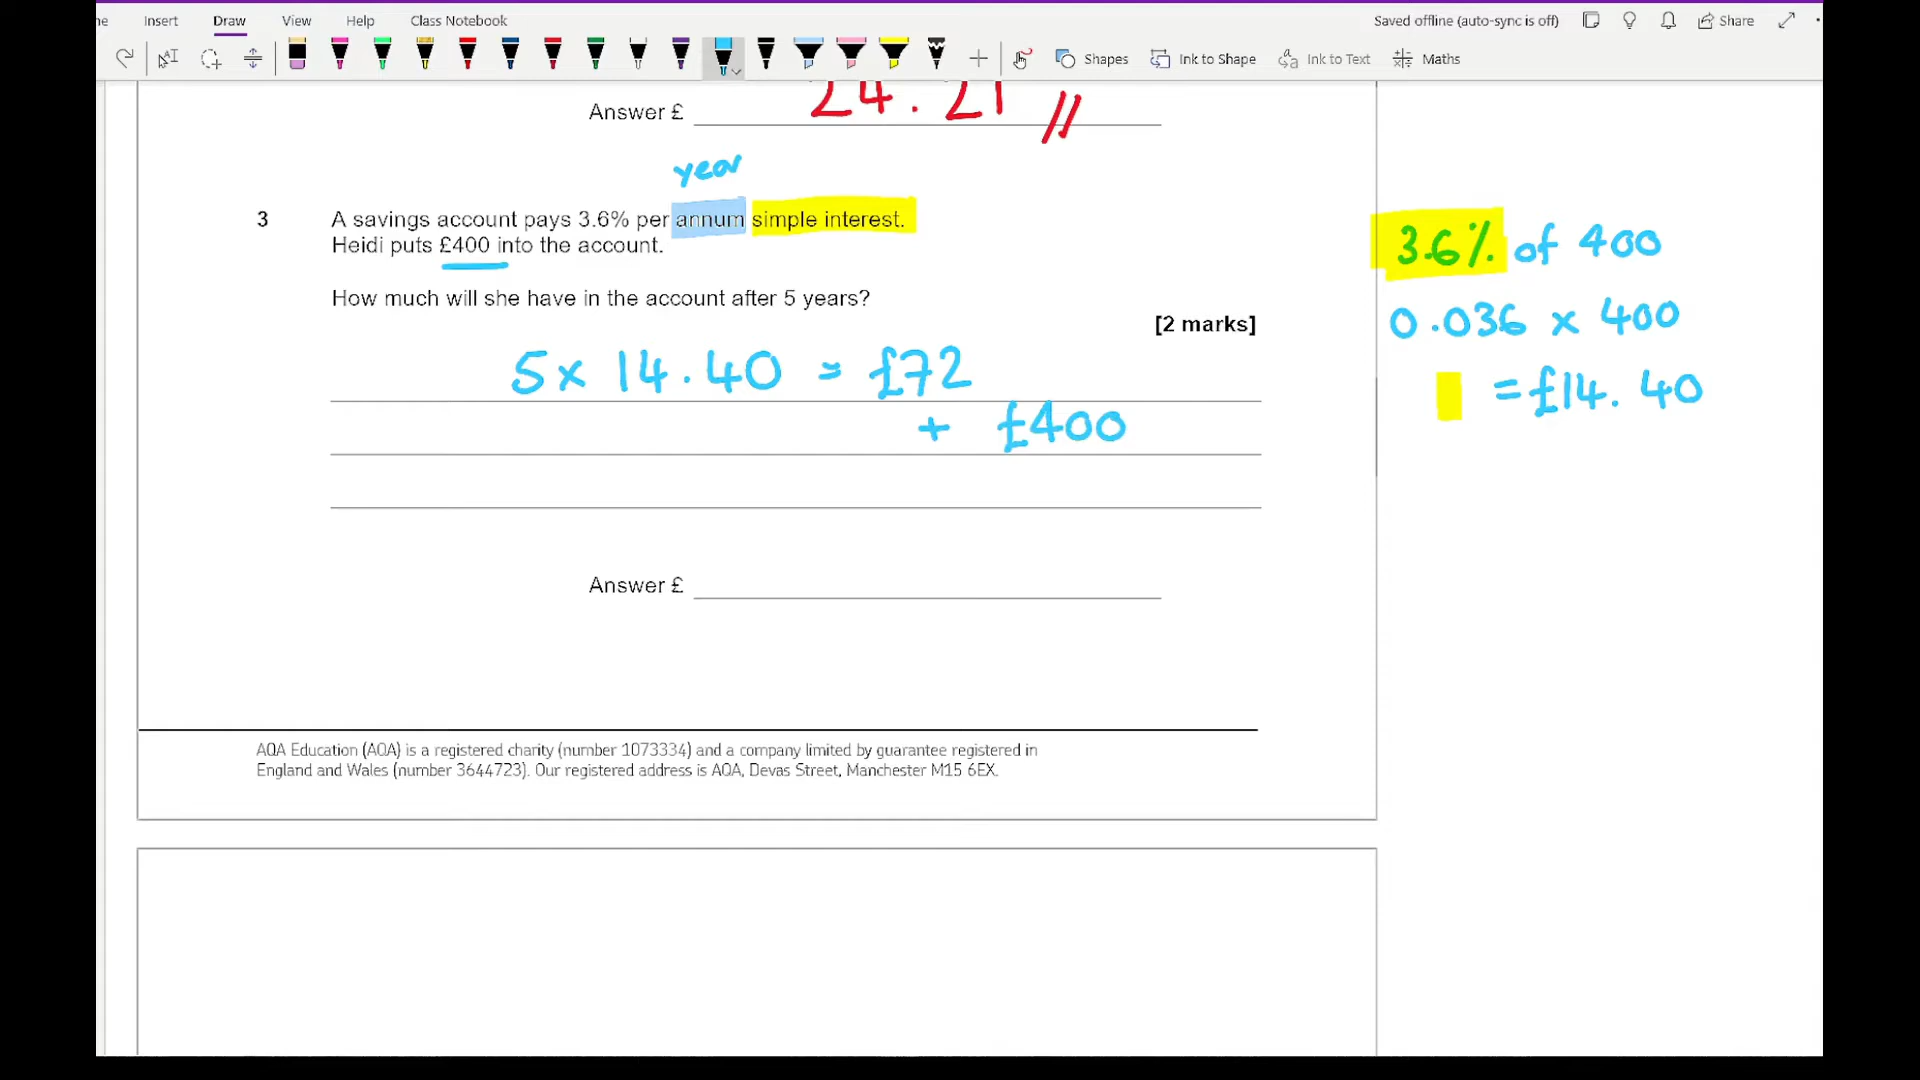 Insert Draw View Help Class Notebook Saved offline (auto-sync is off) Share
Shapes Ink to Shape Ink to Text Maths
Answer £ 24.21 //
year
3 A savings account pays 3.6% per annum simple interest.
Heidi puts £400 into the account.
How much will she have in the account after 5 years?
[2 marks]
5 x 14.40 = £72
+ £400
Answer £
3.6% of 400
0.036 x 400
= £14.40
AQA Education (AQA) is a registered charity (number 1073334) and a company limited by guarantee registered in
England and Wales (number 3644723). Our registered address is AQA, Devas Street, Manchester M15 6EX.